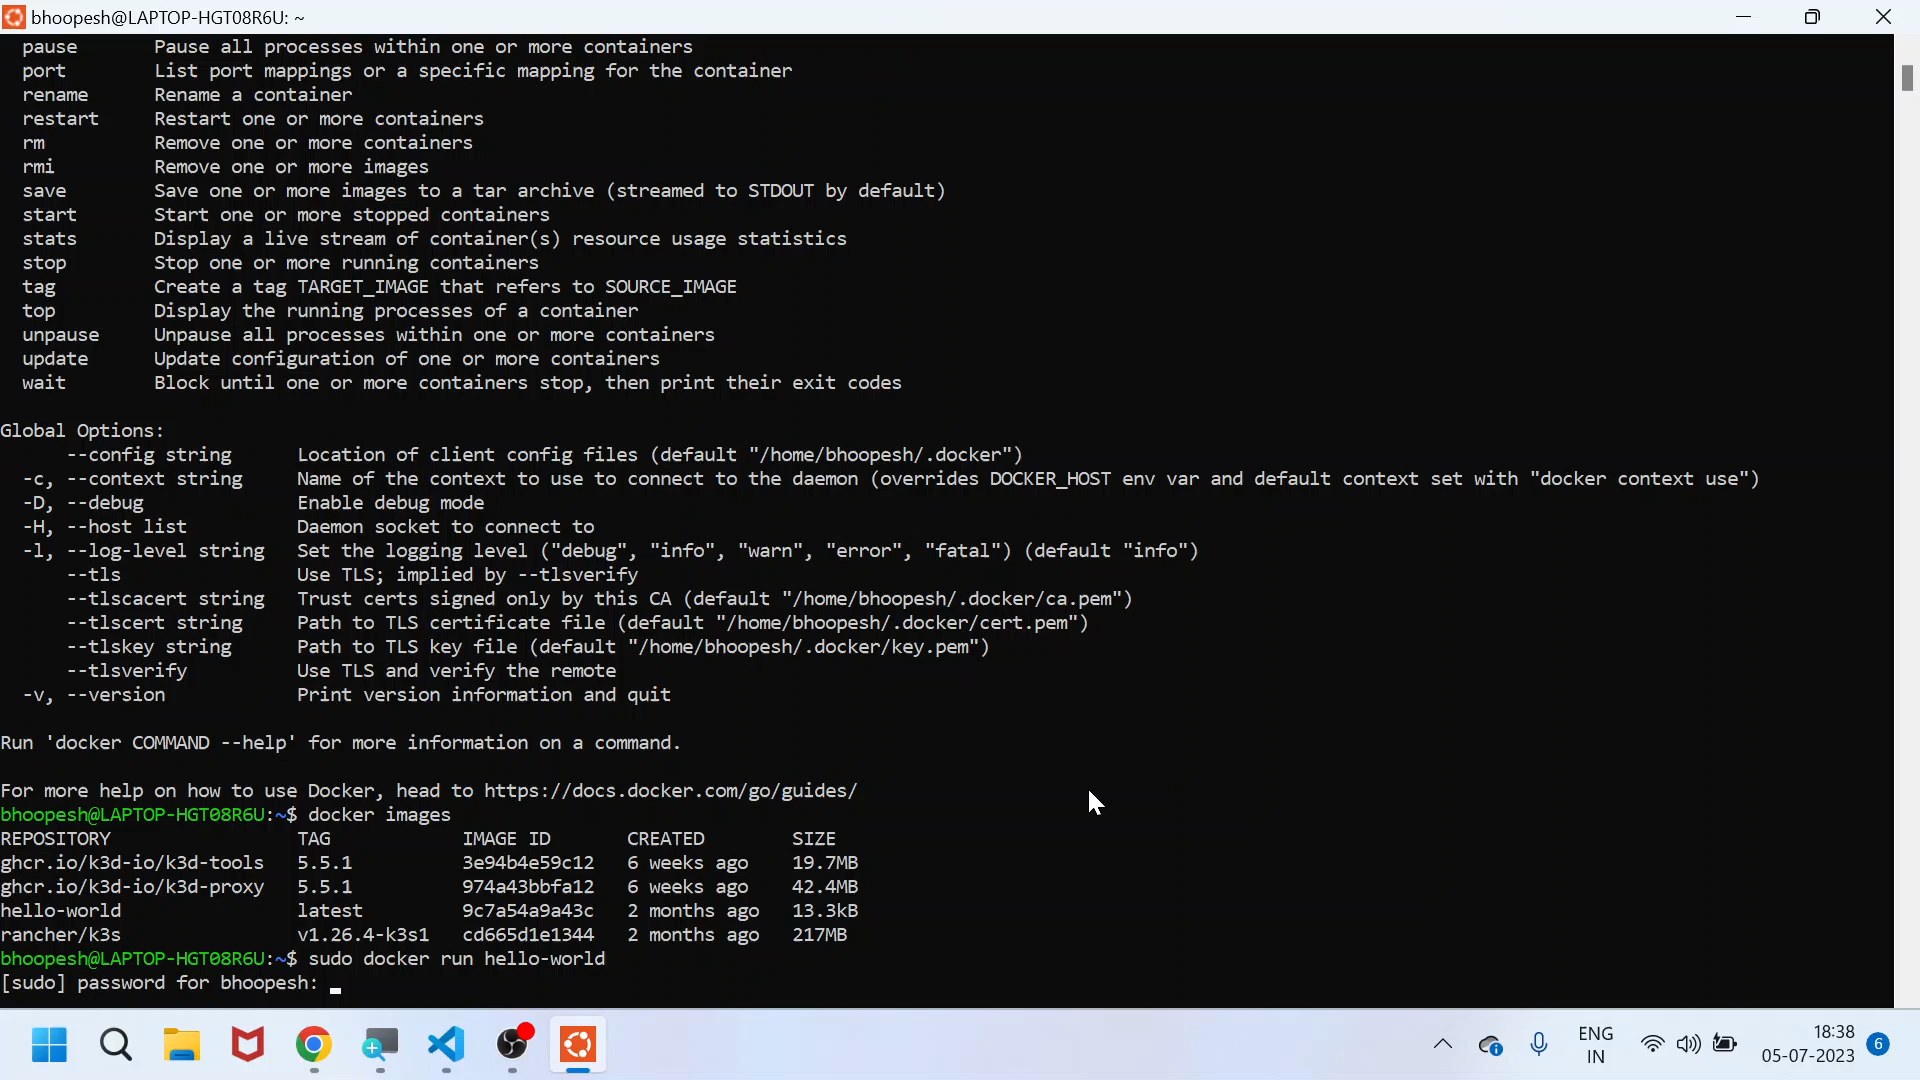 bhoopesh@LAPTOP-HGT08R6U: ~
pause       Pause all processes within one or more containers
port        List port mappings or a specific mapping for the container
rename      Rename a container
restart     Restart one or more containers
rm          Remove one or more containers
rmi         Remove one or more images
save        Save one or more images to a tar archive (streamed to STDOUT by default)
start       Start one or more stopped containers
stats       Display a live stream of container(s) resource usage statistics
stop        Stop one or more running containers
tag         Create a tag TARGET_IMAGE that refers to SOURCE_IMAGE
top         Display the running processes of a container
unpause     Unpause all processes within one or more containers
update      Update configuration of one or more containers
wait        Block until one or more containers stop, then print their exit codes
Global Options:
--config string      Location of client config files (default "/home/bhoopesh/.docker")
-c, --context string     Name of the context to use to connect to the daemon (overrides DOCKER_HOST env var and default context set with "docker context use")
-D, --debug              Enable debug mode
-H, --host list          Daemon socket to connect to
-l, --log-level string   Set the logging level ("debug", "info", "warn", "error", "fatal") (default "info")
--tls                Use TLS; implied by --tlsverify
--tlscacert string   Trust certs signed only by this CA (default "/home/bhoopesh/.docker/ca.pem")
--tlscert string     Path to TLS certificate file (default "/home/bhoopesh/.docker/cert.pem")
--tlskey string      Path to TLS key file (default "/home/bhoopesh/.docker/key.pem")
--tlsverify          Use TLS and verify the remote
-v, --version            Print version information and quit
Run 'docker COMMAND --help' for more information on a command.
For more help on how to use Docker, head to https://docs.docker.com/go/guides/
bhoopesh@LAPTOP-HGT08R6U:~$ docker images
REPOSITORY                 TAG            IMAGE ID       CREATED        SIZE
ghcr.io/k3d-io/k3d-tools   5.5.1          3e94b4e59c12   6 weeks ago    19.7MB
ghcr.io/k3d-io/k3d-proxy   5.5.1          974a43bbfa12   6 weeks ago    42.4MB
hello-world                latest         9c7a54a9a43c   2 months ago   13.3kB
rancher/k3s                v1.26.4-k3s1   cd665d1e1344   2 months ago   217MB
bhoopesh@LAPTOP-HGT08R6U:~$ sudo docker run hello-world
[sudo] password for bhoopesh:
ENG
IN
18:38
05-07-2023
6